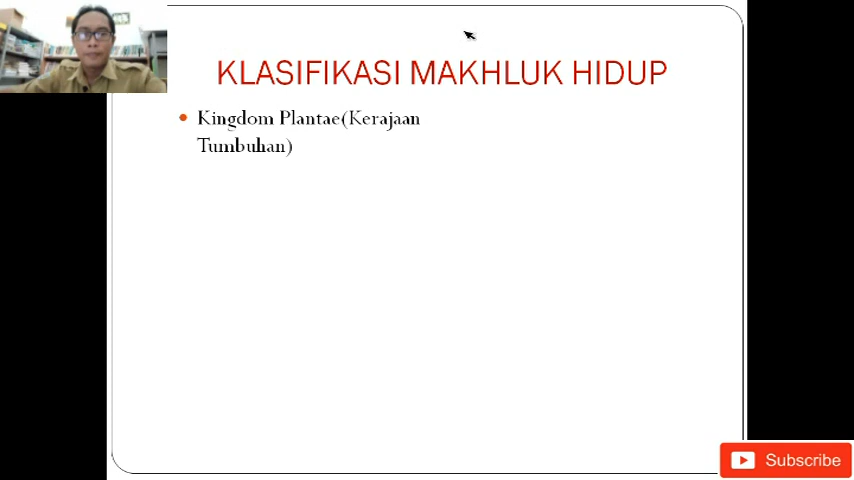 KLASIFIKASI MAKHLUK HIDUP
Kingdom Plantae(Kerajaan
Tumbuhan)
Subscribe